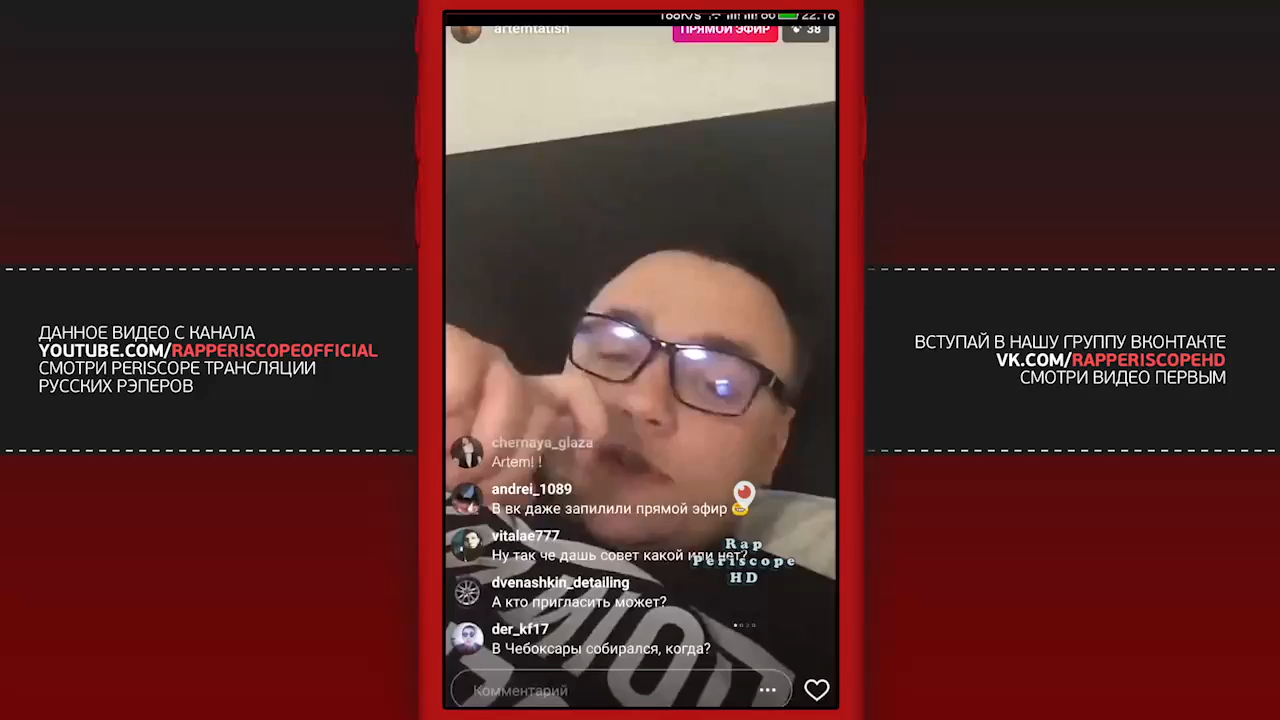 22:18
artemtatish
ПРЯМОЙ ЭФИР
38
ДАННОЕ ВИДЕО С КАНАЛА
YOUTUBE.COM/RAPPERISCOPEOFFICIAL
СМОТРИ PERISCOPE ТРАНСЛЯЦИИ
РУССКИХ РЭПЕРОВ
ВСТУПАЙ В НАШУ ГРУППУ ВКОНТАКТЕ
VK.COM/RAPPERISCOPEHD
СМОТРИ ВИДЕО ПЕРВЫМ
chernaya_glaza
Artem! !
andrei_1089
В вк даже запилили прямой эфир
vitalae777
Ну так че дашь совет какой или нет?
Rap
Periscope
HD
dvenashkin_detailing
А кто пригласить может?
der_kf17
В Чебоксары собирался, когда?
Комментарий